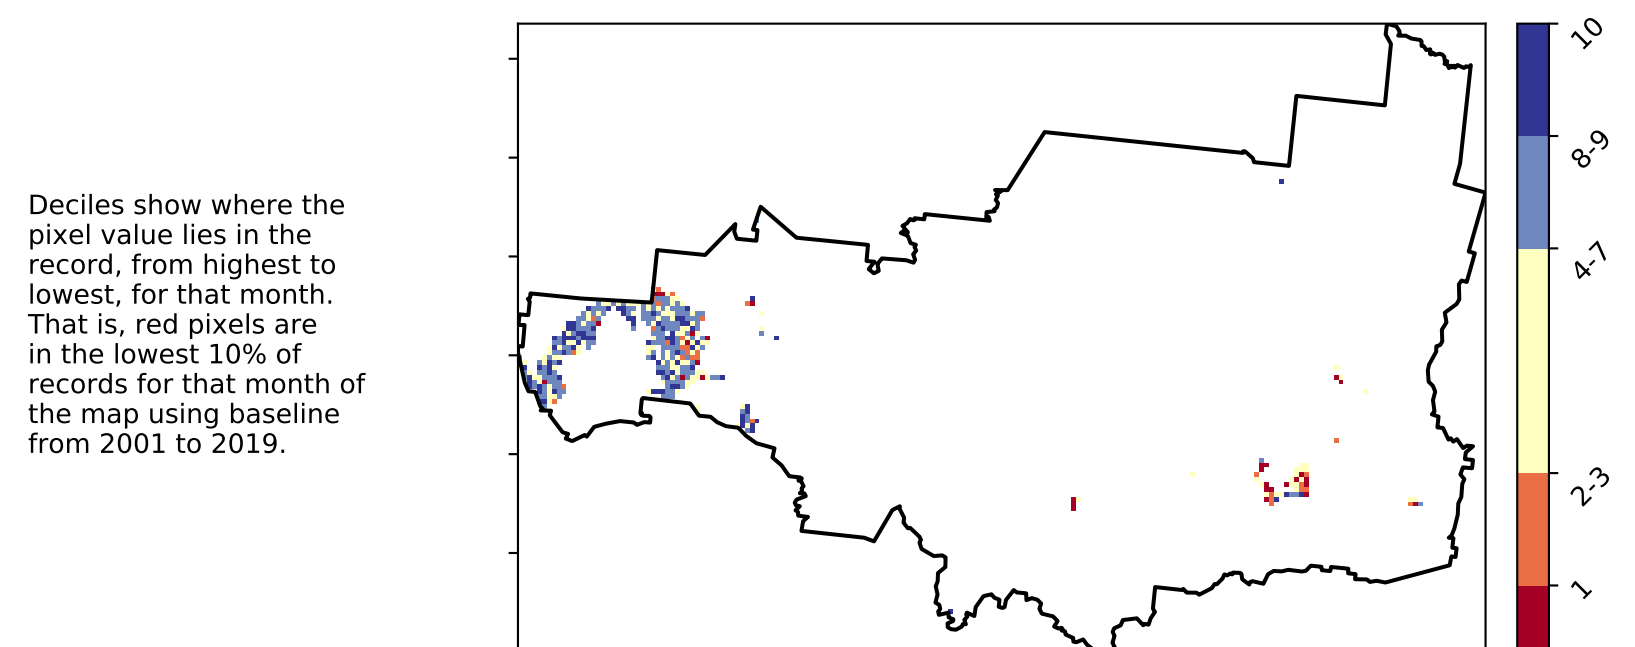 Deciles show where the
pixel value lies in the
record, from highest to
lowest, for that month.
That is, red pixels are
in the lowest 10% of
records for that month of
the map using baseline
from 2001 to 2019.
10
8-9
4-7
2-3
1